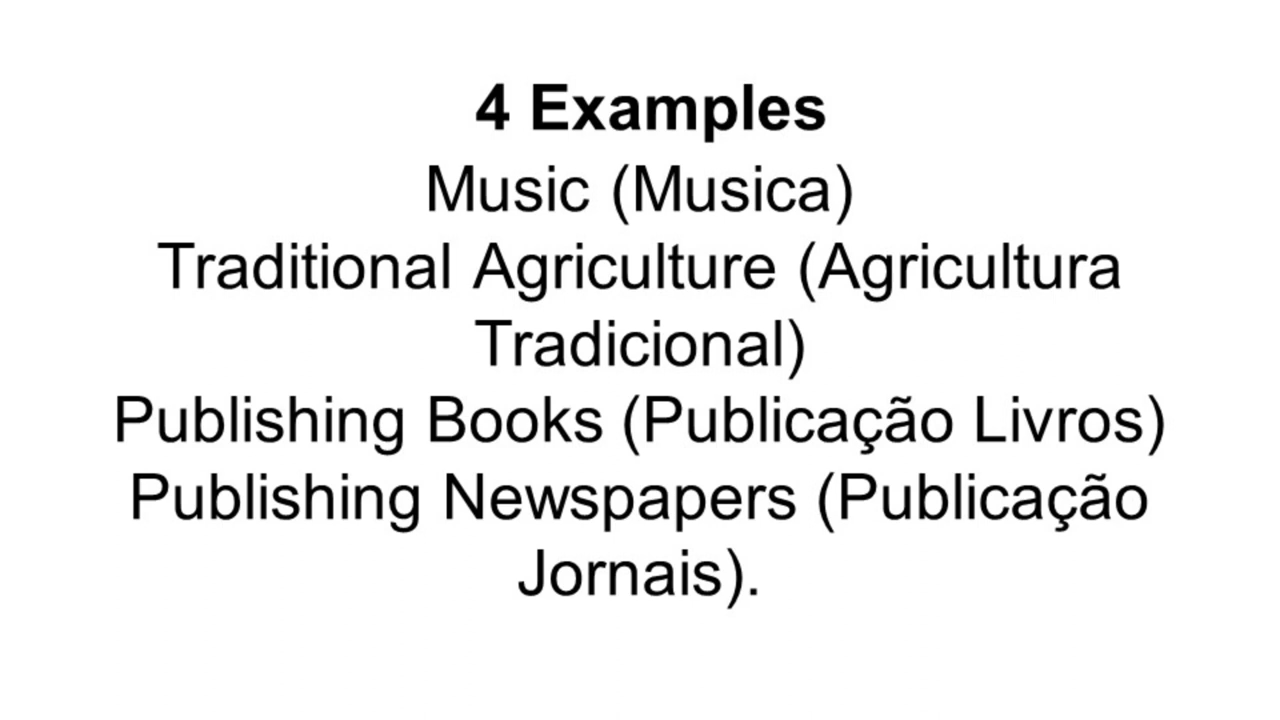 4 Examples
Music (Musica)
Traditional Agriculture (Agricultura
Tradicional)
Publishing Books (Publicação Livros)
Publishing Newspapers (Publicação
Jornais).